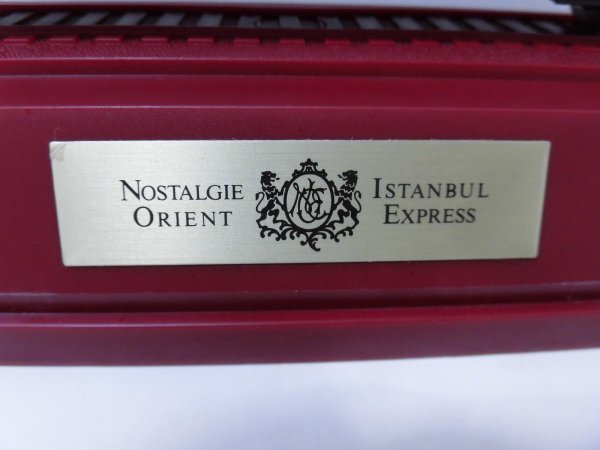 NOSTALGIE ISTANBUL
ORIENT EXPRESS